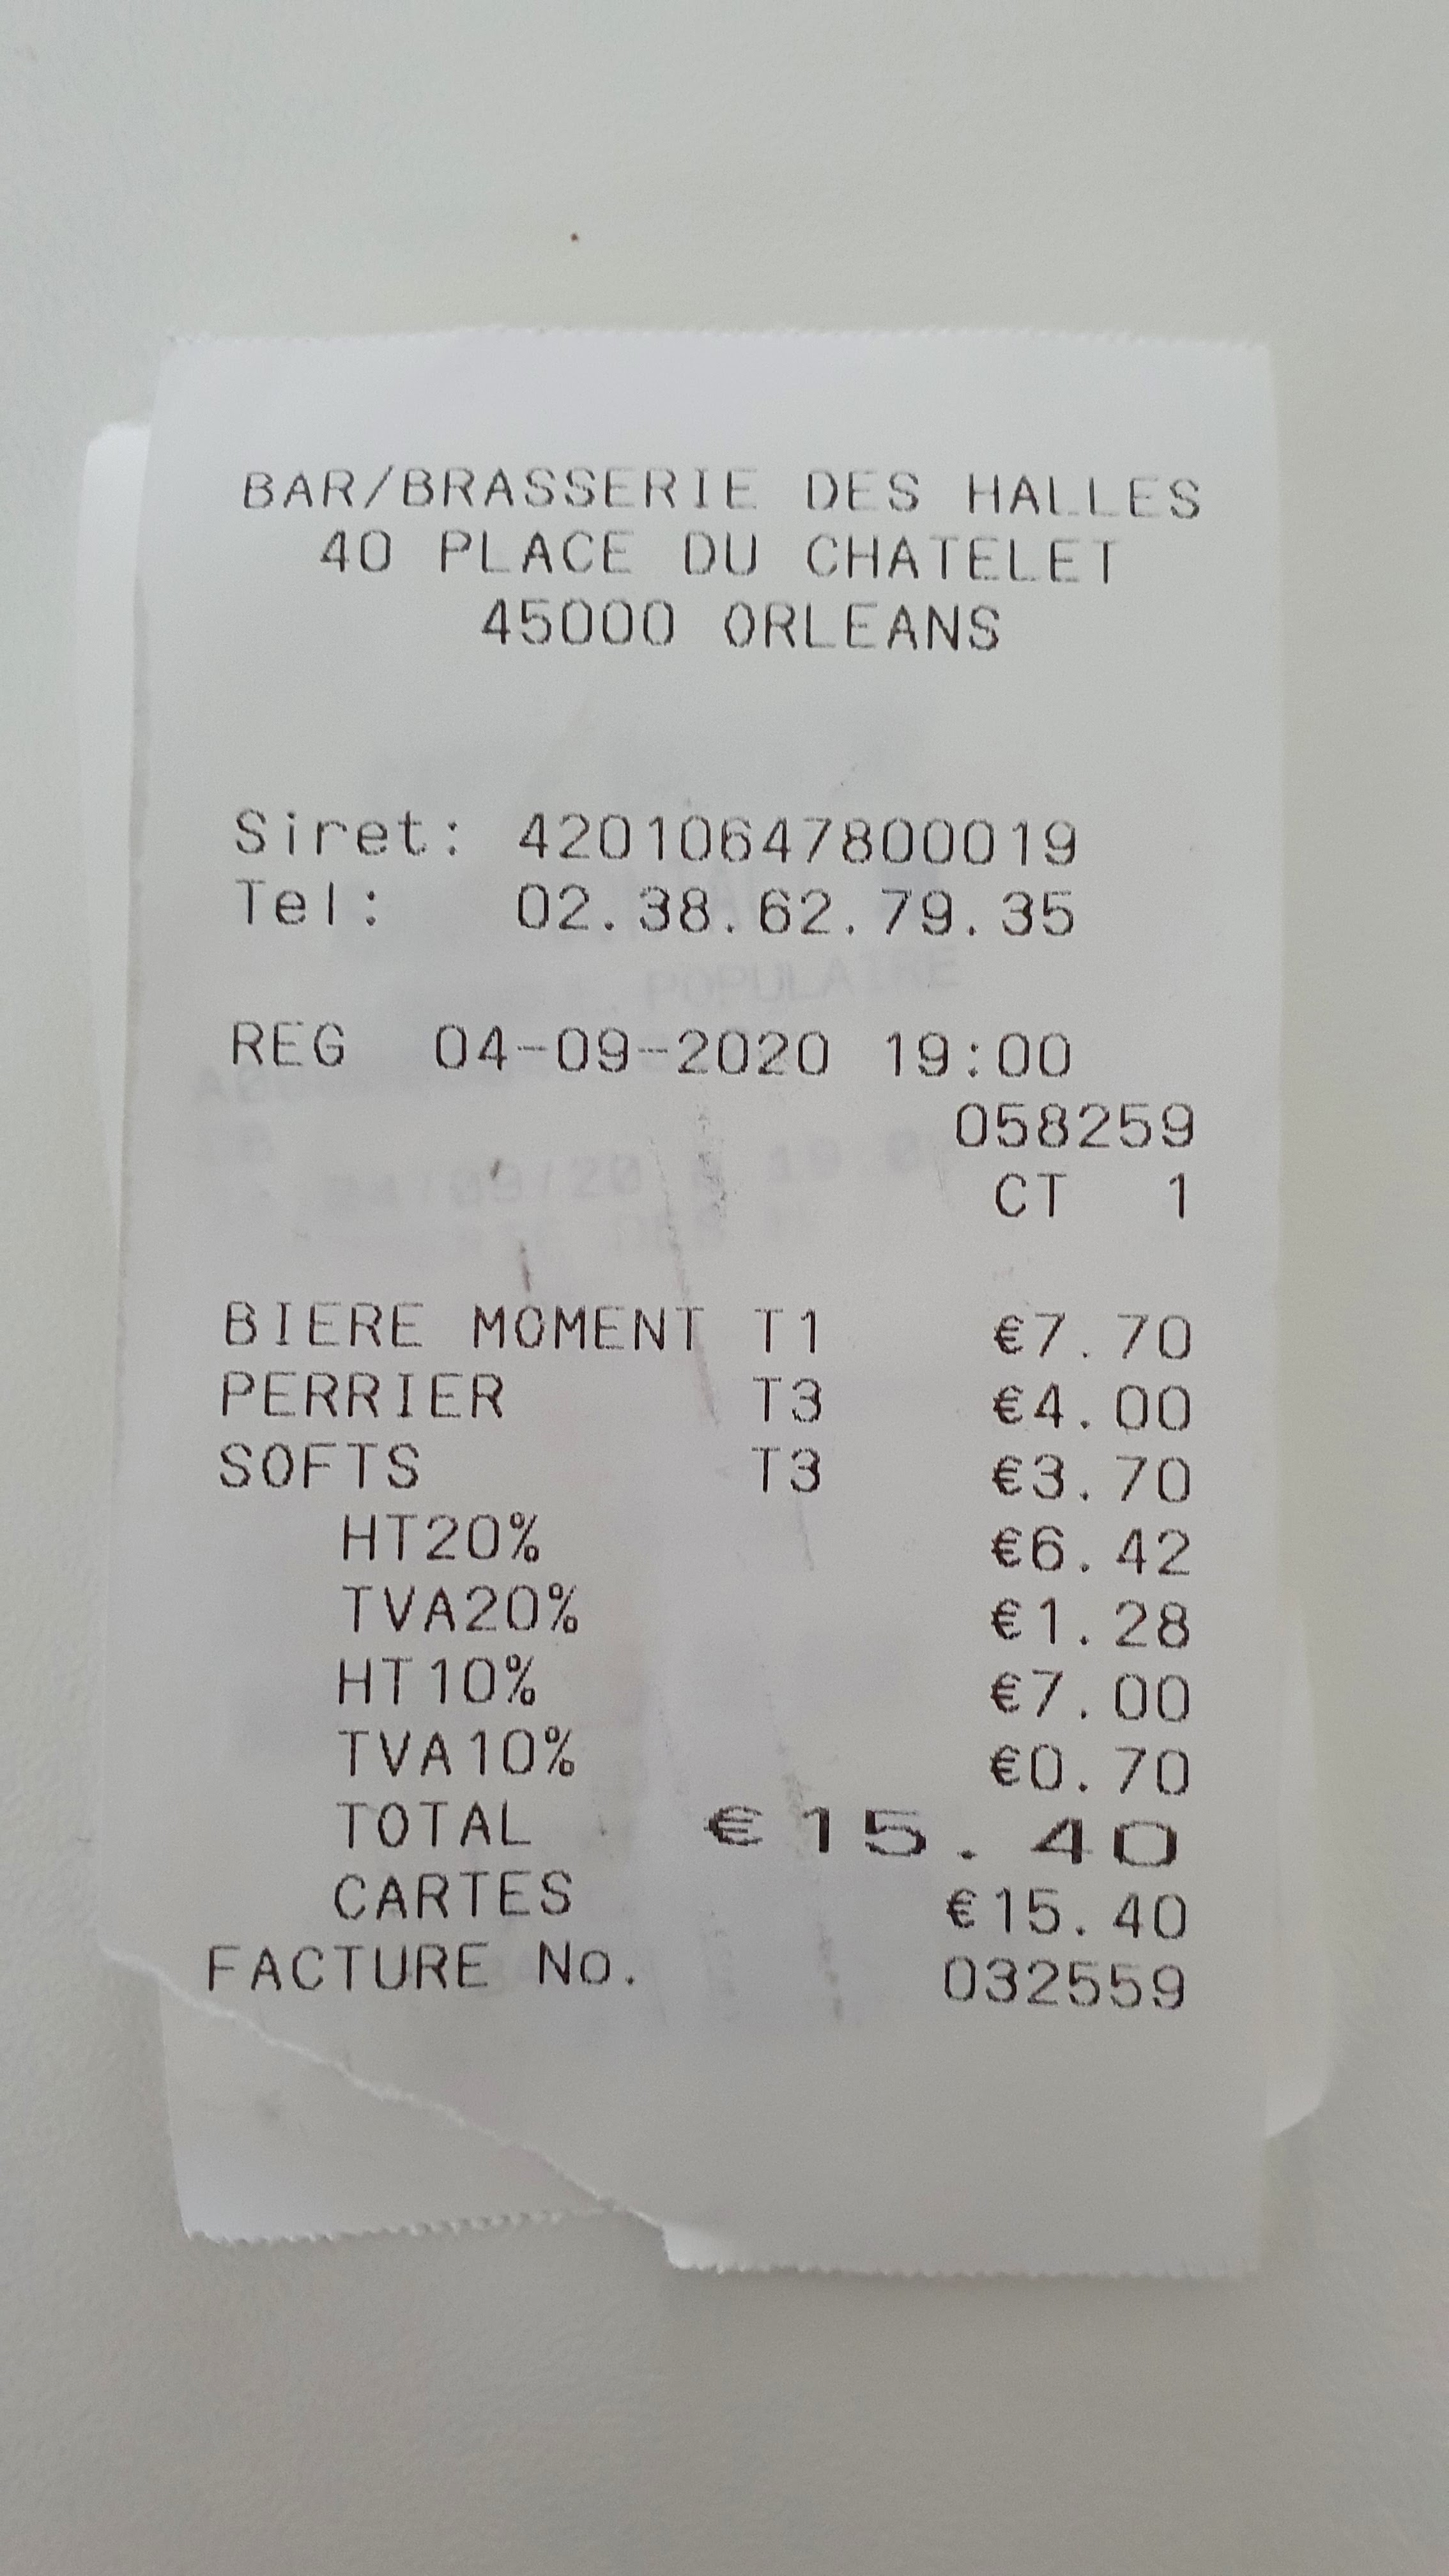 BAR/BRASSERIE DES HALLES
40 PLACE DU CHATELET
45000 ORLEANS
Siret: 42010647800019
Tel: 02.38.62.79.35
POPULAIRE
REG 04-09-2020 19:00
058259
CT 1
BIERE MOMENT T1 €7.70
PERRIER T3 €4.00
SOFTS T3 €3.70
HT20% €6.42
TVA20% €1.28
HT10% €7.00
TVA10% €0.70
TOTAL €15.40
CARTES €15.40
FACTURE No. 032559